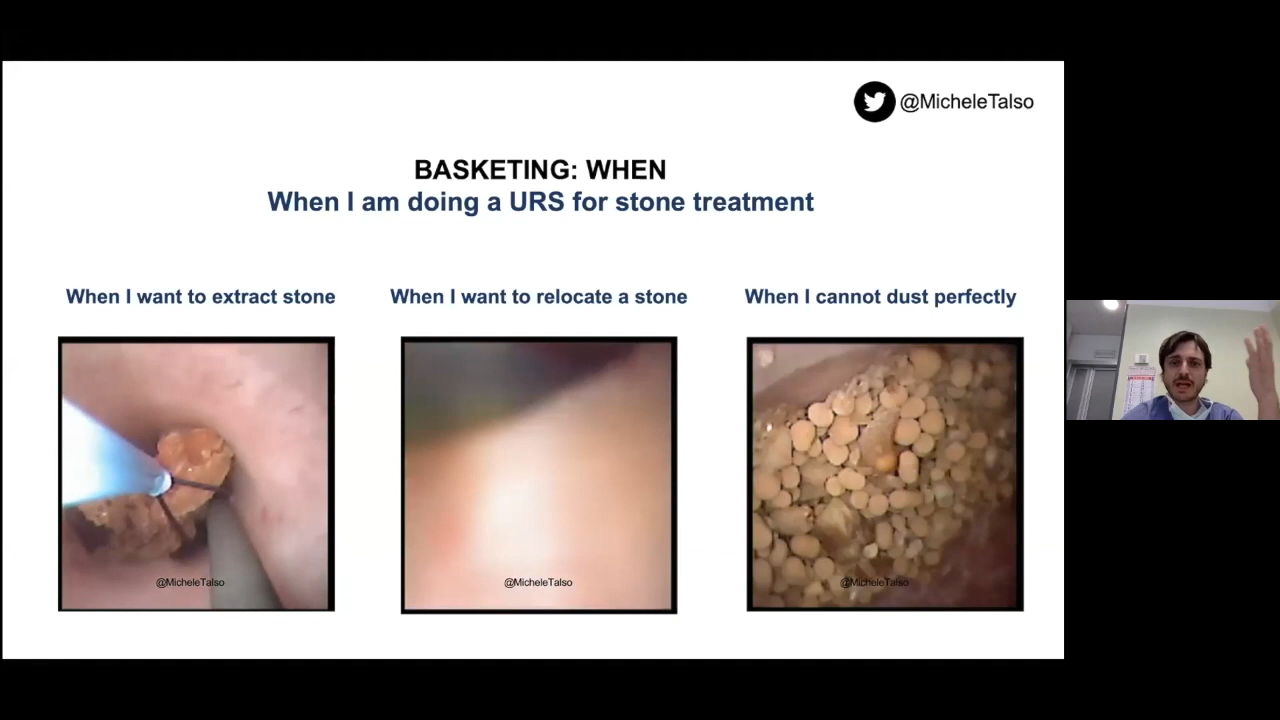 @MicheleTalso
BASKETING: WHEN
When I am doing a URS for stone treatment
When I want to extract stone
When I want to relocate a stone
When I cannot dust perfectly
@MicheleTalso
@MicheleTalso
@MicheleTalso